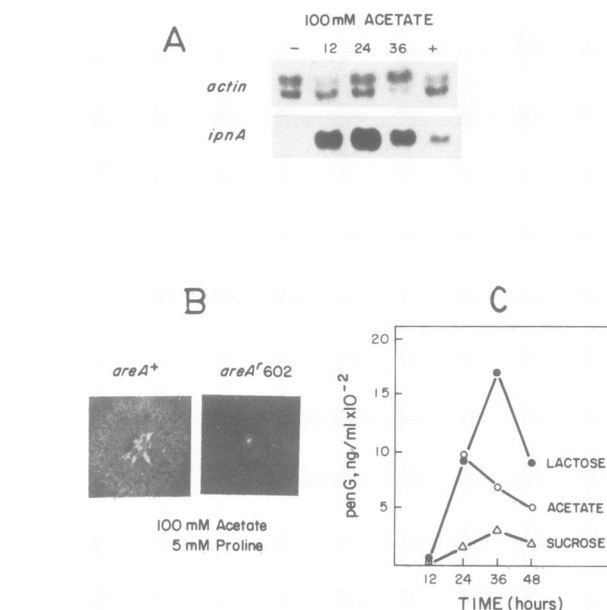 A
100mM ACETATE
– 12 24 36 +
actin
ipnA
B
areA+ areAr602
100 mM Acetate
5 mM Proline
C
penG, ng/ml x10-2
20
15
10
5
LACTOSE
ACETATE
SUCROSE
12 24 36 48
TIME (hours)